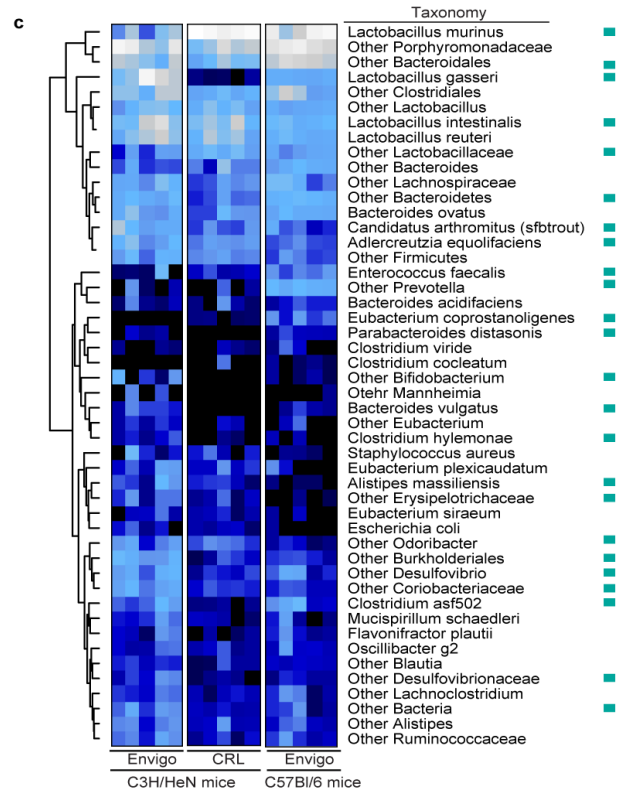 c
Taxonomy
Lactobacillus murinus
Other Porphyromonadaceae
Other Bacteroidales
Lactobacillus gasseri
Other Clostridiales
Other Lactobacillus
Lactobacillus intestinalis
Lactobacillus reuteri
Other Lactobacillaceae
Other Bacteroides
Other Lachnospiraceae
Other Bacteroidetes
Bacteroides ovatus
Candidatus arthromitus (sfbtrout)
Adlercreutzia equolifaciens
Other Firmicutes
Enterococcus faecalis
Other Prevotella
Bacteroides acidifaciens
Eubacterium coprostanoligenes
Parabacteroides distasonis
Clostridium viride
Clostridium cocleatum
Other Bifidobacterium
Otehr Mannheimia
Bacteroides vulgatus
Other Eubacterium
Clostridium hylemonae
Staphylococcus aureus
Eubacterium plexicaudatum
Alistipes massiliensis
Other Erysipelotrichaceae
Eubacterium siraeum
Escherichia coli
Other Odoribacter
Other Burkholderiales
Other Desulfovibrio
Other Coriobacteriaceae
Clostridium asf502
Mucispirillum schaedleri
Flavonifractor plautii
Oscillibacter g2
Other Blautia
Other Desulfovibrionaceae
Other Lachnoclostridium
Other Bacteria
Other Alistipes
Other Ruminococcaceae
Envigo CRL Envigo
C3H/HeN mice C57Bl/6 mice